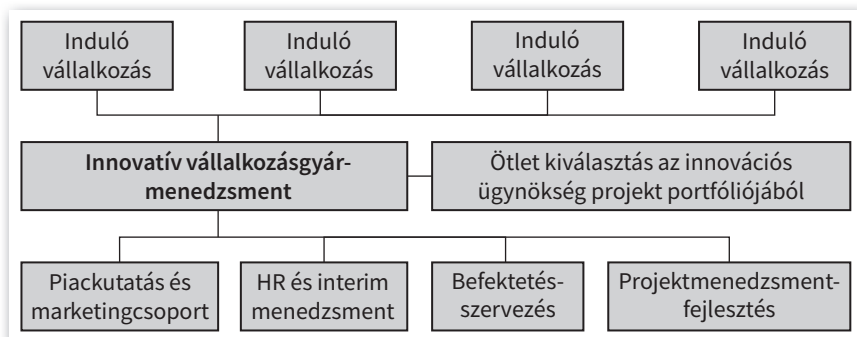 Induló
vállalkozás
Induló
vállalkozás
Induló
vállalkozás
Induló
vállalkozás
Innovatív vállalkozásgyár-
menedzsment
Ötlet kiválasztás az innovációs
ügynökség projekt portfóliójából
Piackutatás és
marketingcsoport
HR és interim
menedzsment
Befektetés-
szervezés
Projektmenedzsment-
fejlesztés